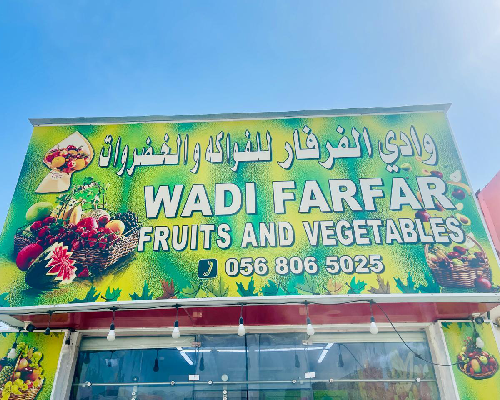 وادي الفرفار للفواكه والخضروات
WADI FARFAR
FRUITS AND VEGETABLES
056 806 5025